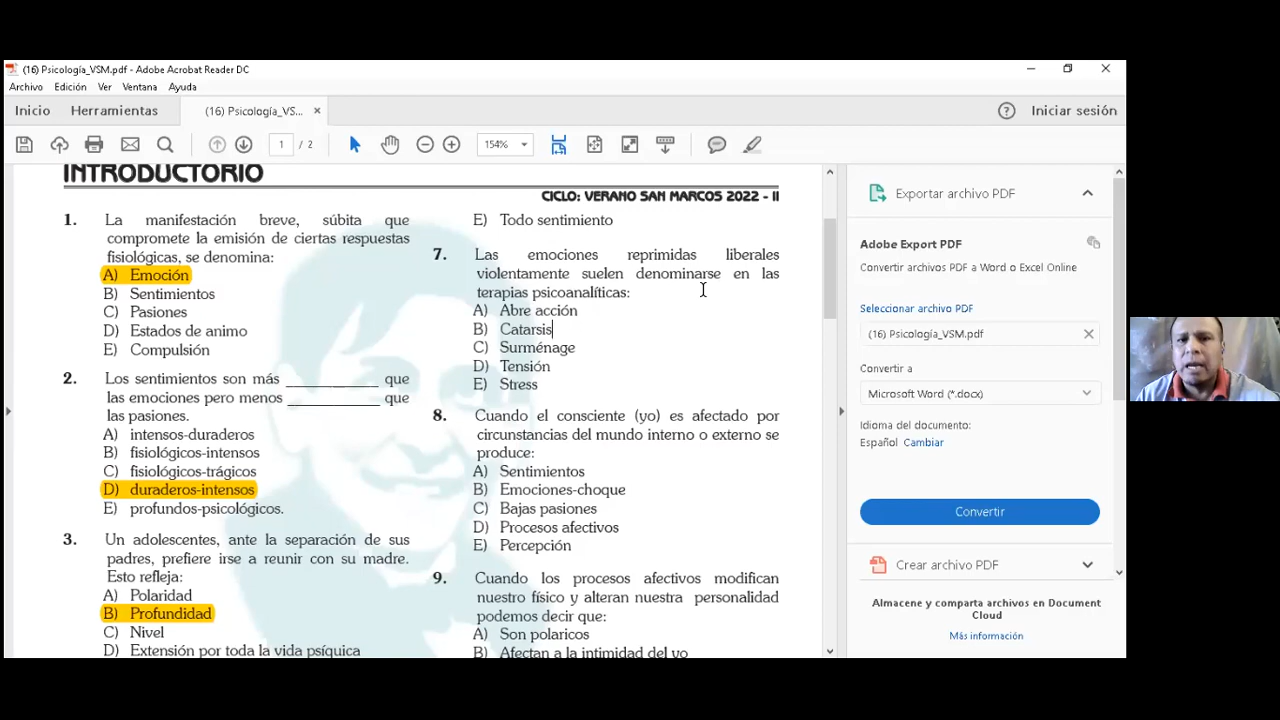 (16) Psicología_VSM.pdf - Adobe Acrobat Reader DC
Archivo Edición Ver Ventana Ayuda
Inicio Herramientas (16) Psicología_VS... × Iniciar sesión
1 / 2 154%
INTRODUCTORIO
CICLO: VERANO SAN MARCOS 2022 - II
1. La manifestación breve, súbita que
compromete la emisión de ciertas respuestas
fisiológicas, se denomina:
A) Emoción
B) Sentimientos
C) Pasiones
D) Estados de animo
E) Compulsión
2. Los sentimientos son más ____________ que
las emociones pero menos ____________ que
las pasiones.
A) intensos-duraderos
B) fisiológicos-intensos
C) fisiológicos-trágicos
D) duraderos-intensos
E) profundos-psicológicos.
3. Un adolescentes, ante la separación de sus
padres, prefiere irse a reunir con su madre.
Esto refleja:
A) Polaridad
B) Profundidad
C) Nivel
D) Extensión por toda la vida psíquica
E) Todo sentimiento
7. Las emociones reprimidas liberales
violentamente suelen denominarse en las
terapias psicoanalíticas:
A) Abre acción
B) Catarsis
C) Surménage
D) Tensión
E) Stress
8. Cuando el consciente (yo) es afectado por
circunstancias del mundo interno o externo se
produce:
A) Sentimientos
B) Emociones-choque
C) Bajas pasiones
D) Procesos afectivos
E) Percepción
9. Cuando los procesos afectivos modifican
nuestro físico y alteran nuestra personalidad
podemos decir que:
A) Son polaricos
B) Afectan a la intimidad del yo
Exportar archivo PDF
Adobe Export PDF
Convertir archivos PDF a Word o Excel Online
Seleccionar archivo PDF
(16) Psicología_VSM.pdf
Convertir a
Microsoft Word (*.docx)
Idioma del documento:
Español Cambiar
Convertir
Crear archivo PDF
Almacene y comparta archivos en Document
Cloud
Más información